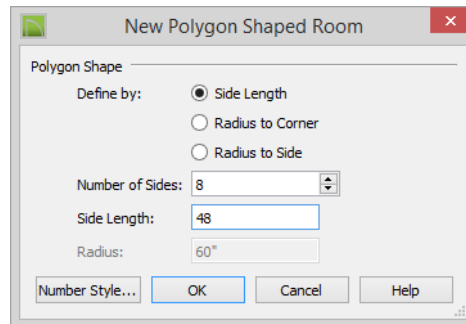 New Polygon Shaped Room
Polygon Shape
Define by: Side Length
Radius to Corner
Radius to Side
Number of Sides: 8
Side Length: 48
Radius: 60"
Number Style... OK Cancel Help